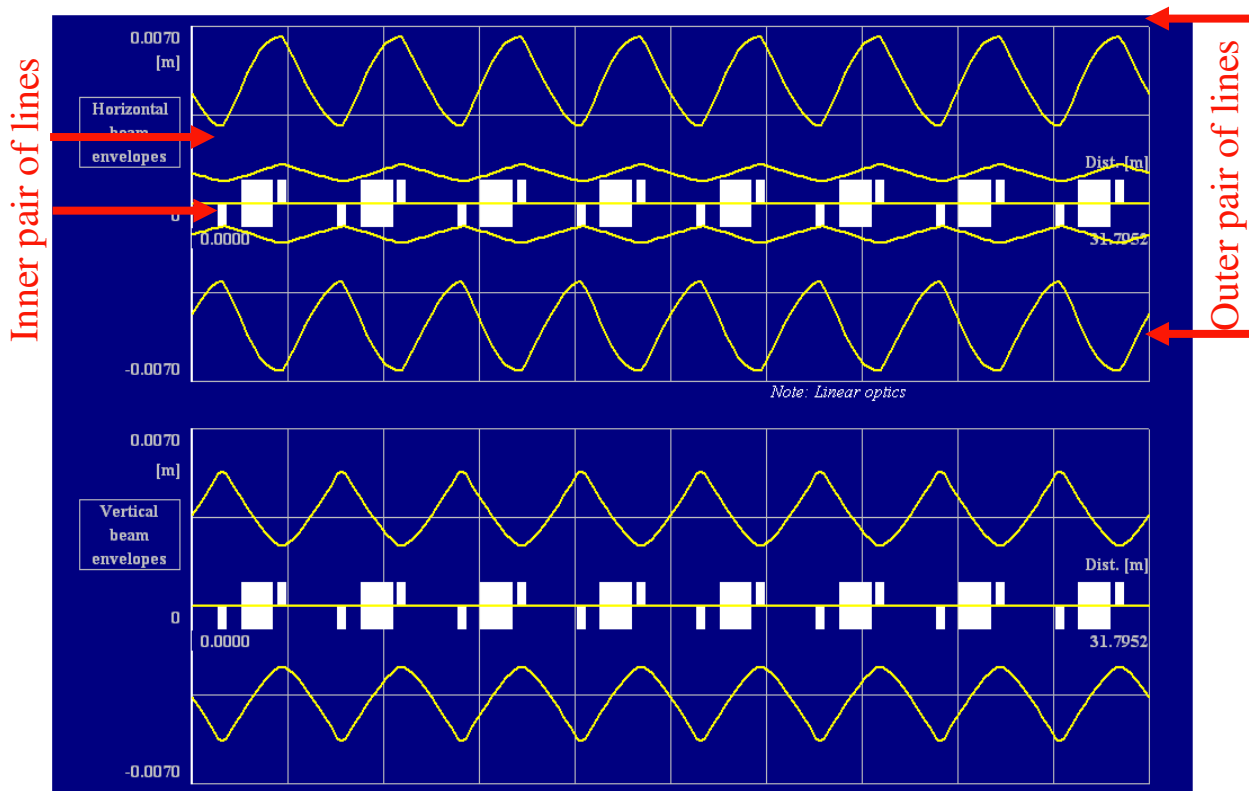 0.0070
[m]
Horizontal
beam
envelopes
Dist. [m]
0
0.0000
31.7952
-0.0070
Note: Linear optics
0.0070
[m]
Vertical
beam
envelopes
Dist. [m]
0
0.0000
31.7952
-0.0070
Inner pair of lines
Outer pair of lines